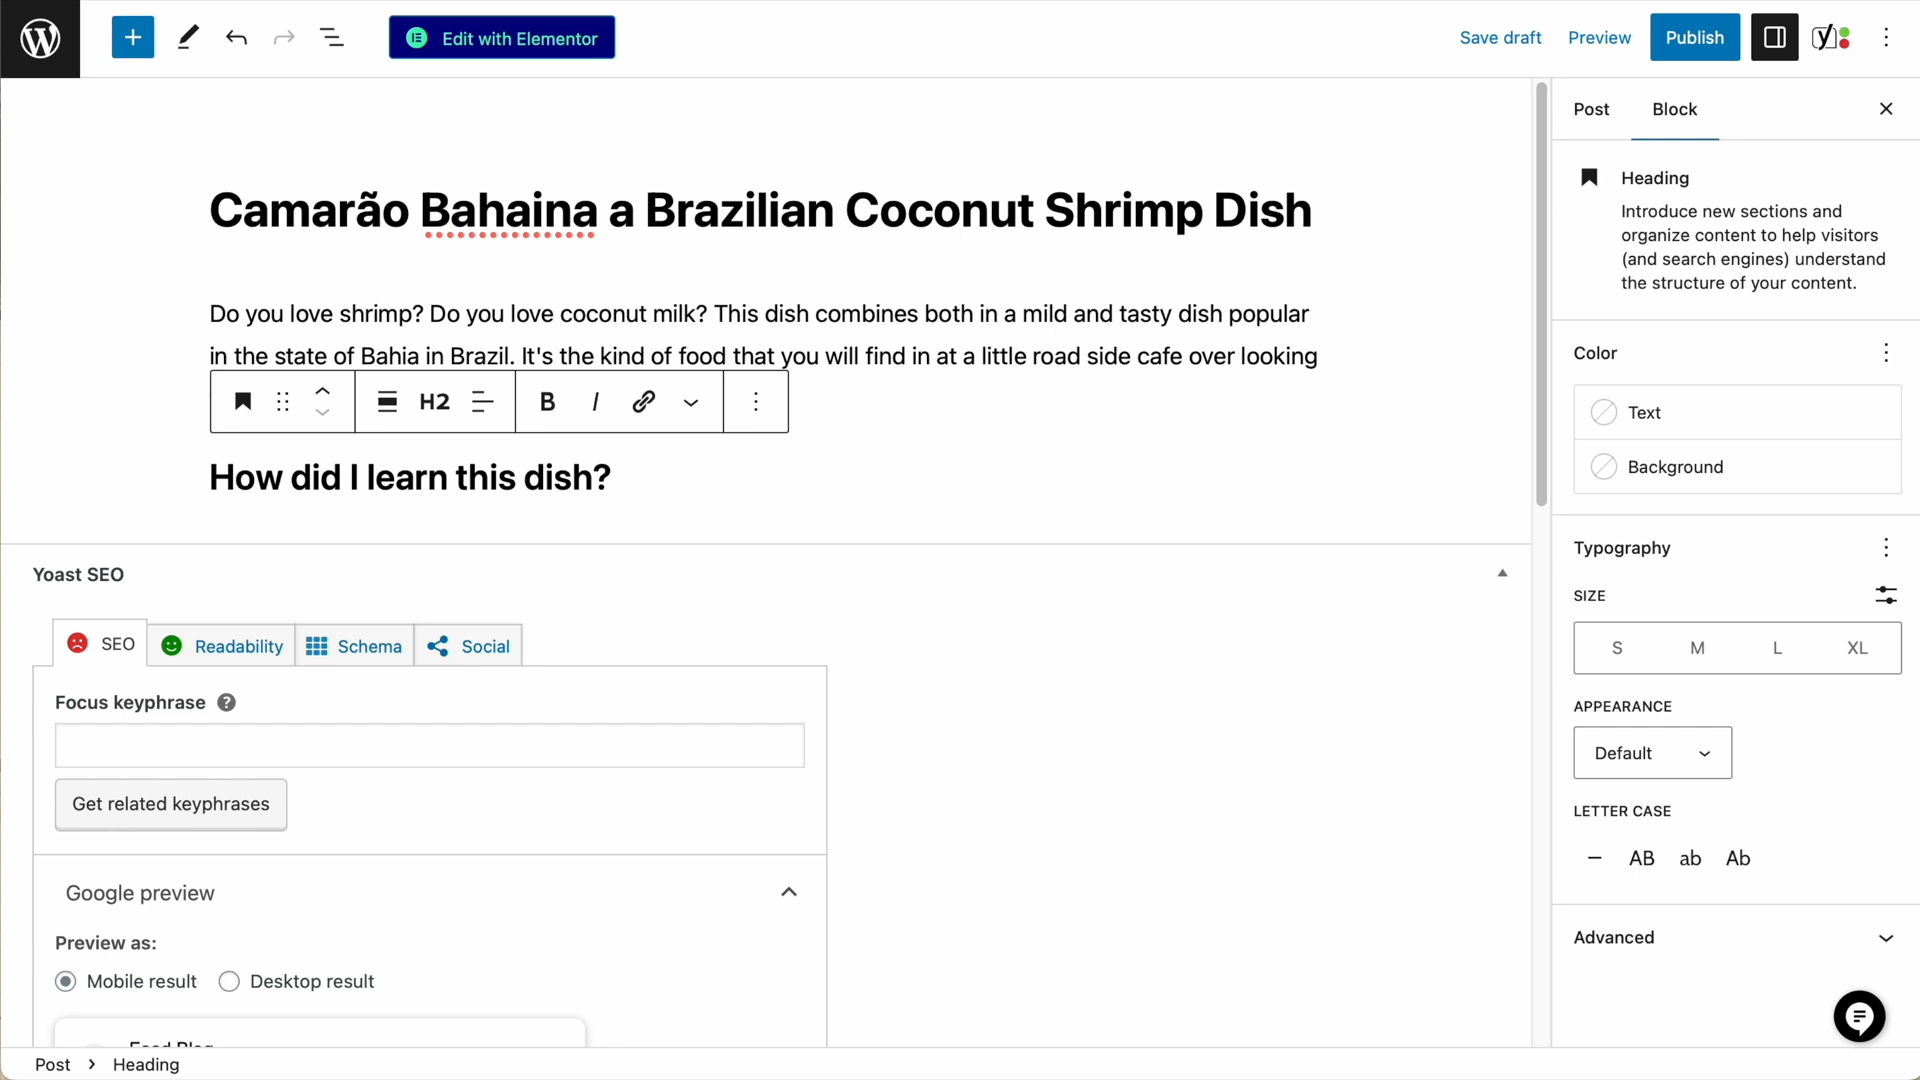 Edit with Elementor
Save draft
Preview
Publish
Camarão Bahaina a Brazilian Coconut Shrimp Dish
Do you love shrimp? Do you love coconut milk? This dish combines both in a mild and tasty dish popular
in the state of Bahia in Brazil. It's the kind of food that you will find in at a little road side cafe over looking
H2
B
I
How did I learn this dish?
Yoast SEO
SEO
Readability
Schema
Social
Focus keyphrase
Get related keyphrases
Google preview
Preview as:
Mobile result
Desktop result
Food Blog
Post
Heading
Post
Block
Heading
Introduce new sections and
organize content to help visitors
(and search engines) understand
the structure of your content.
Color
Text
Background
Typography
SIZE
S M L XL
APPEARANCE
Default
LETTER CASE
AB ab Ab
Advanced